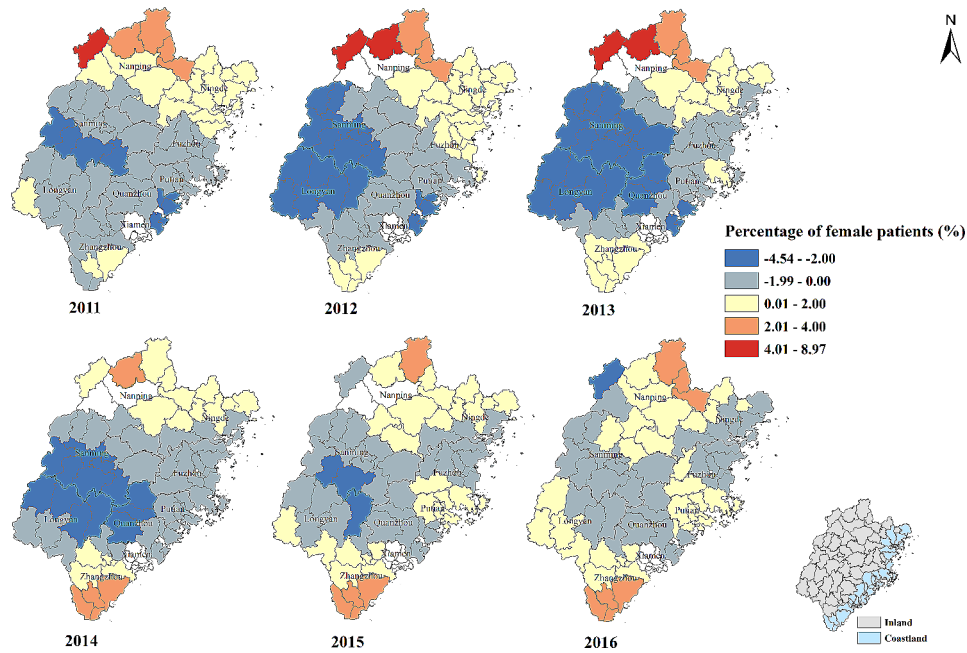 N
Nanping
Ningde
Sanming
Fuzhou
Longyan
Quanzhou
Putian
Xiamen
Zhangzhou
2011
Nanping
Ningde
Sanming
Fuzhou
Longyan
Quanzhou
Putian
Xiamen
Zhangzhou
2012
Nanping
Ningde
Sanming
Fuzhou
Longyan
Quanzhou
Putian
Xiamen
Zhangzhou
2013
Percentage of female patients (%)
-4.54 - -2.00
-1.99 - 0.00
0.01 - 2.00
2.01 - 4.00
4.01 - 8.97
Nanping
Ningde
Sanming
Fuzhou
Longyan
Quanzhou
Putian
Xiamen
Zhangzhou
2014
Nanping
Ningde
Sanming
Fuzhou
Longyan
Quanzhou
Putian
Xiamen
Zhangzhou
2015
Nanping
Ningde
Sanming
Fuzhou
Longyan
Quanzhou
Putian
Xiamen
Zhangzhou
2016
Inland
Coastland